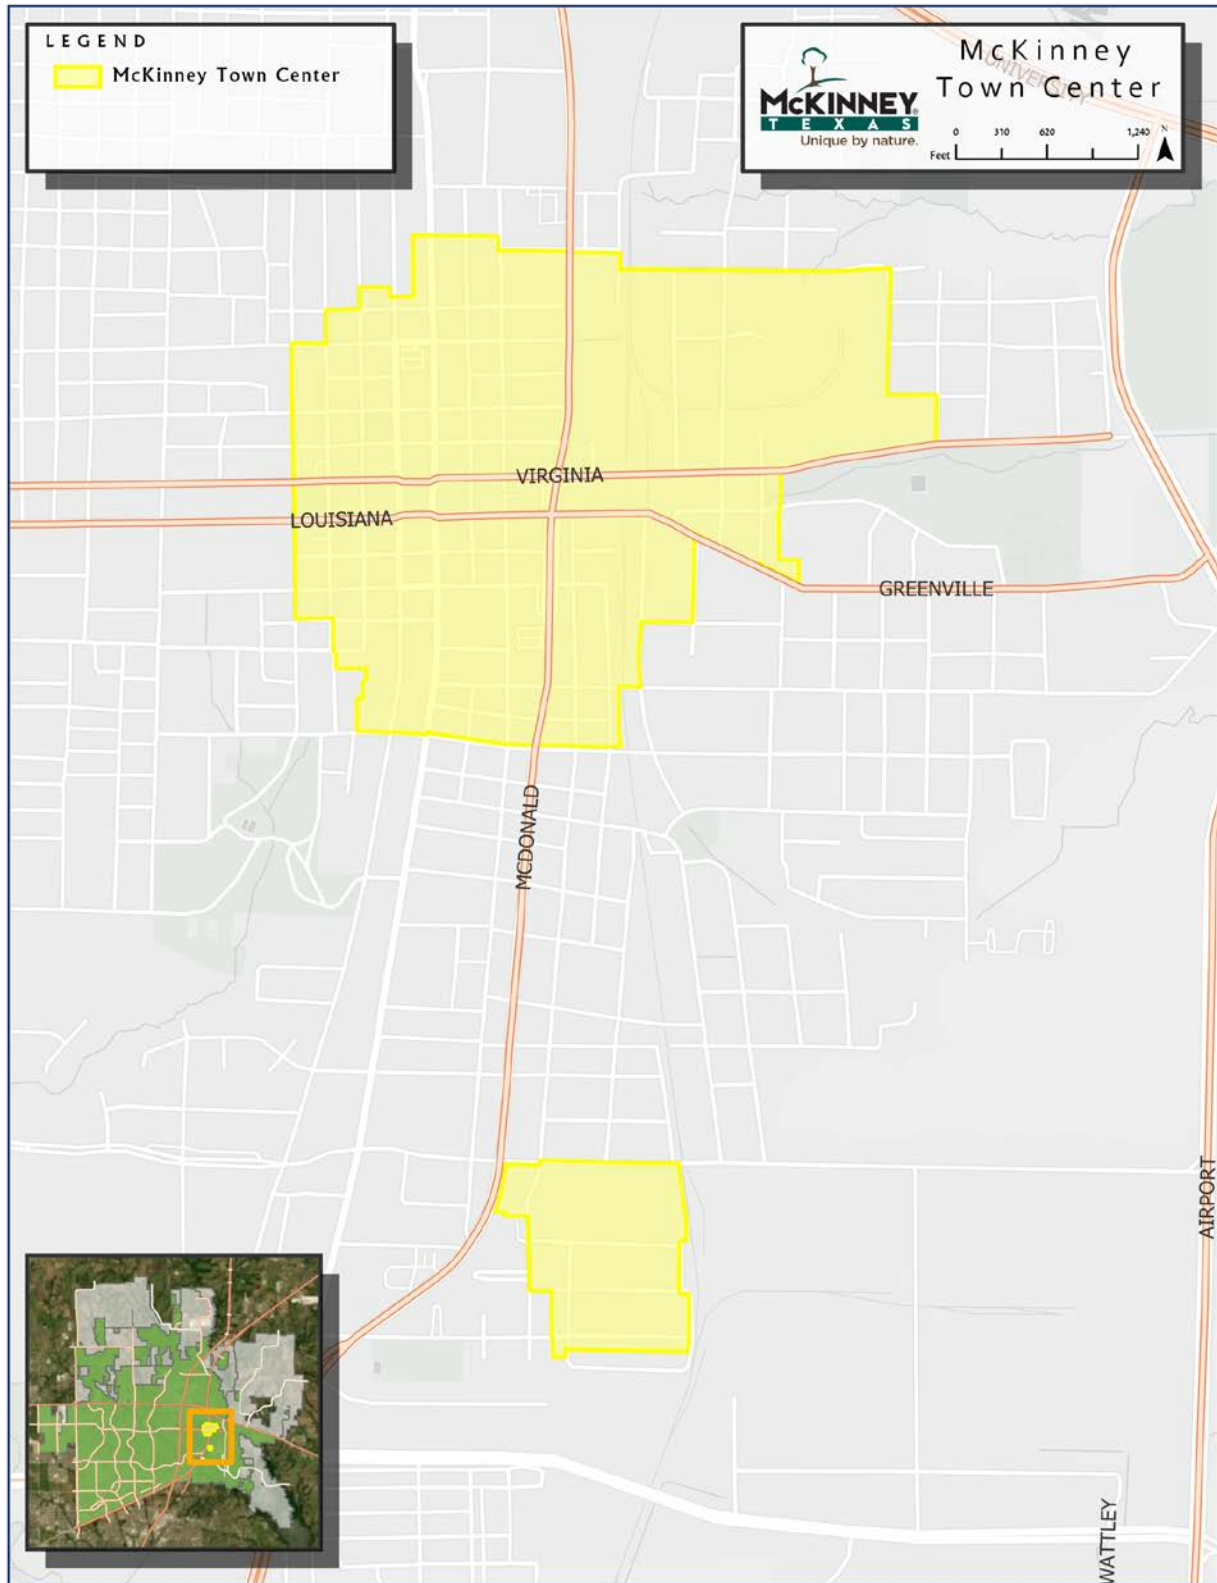 LEGEND
McKinney Town Center
McKinney
Town Center
UNIVERSITY
McKINNEY
TEXAS
Unique by nature.
0 310 620 1,240 N
Feet
VIRGINIA
LOUISIANA
GREENVILLE
MCDONALD
AIRPORT
WATTLEY